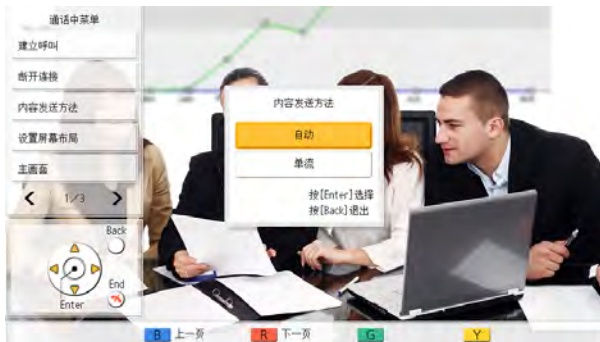 通话中菜单
建立呼叫
断开连接
内容发送方法
设置屏幕布局
主画面
1/3
Back
End
Enter
内容发送方法
自动
单流
按[Enter]选择
按[Back]退出
B 上一页 R 下一页 G Y